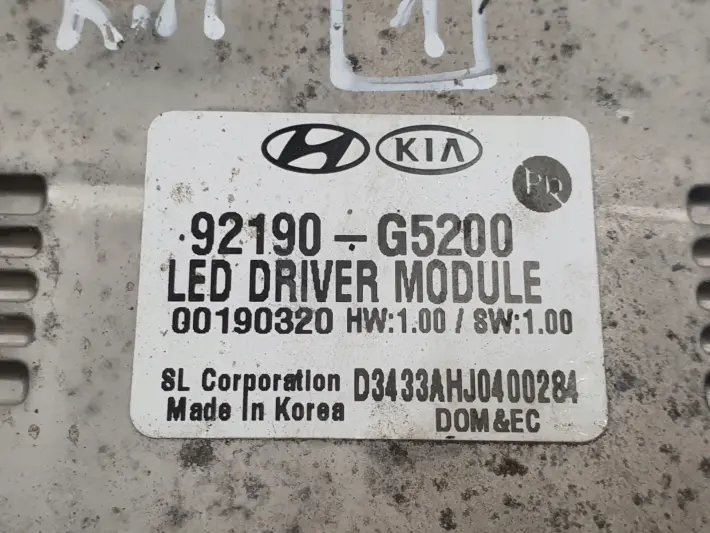 KIA
PD
92190-G5200
LED DRIVER MODULE
00190320 HW:1.00 / SW:1.00
SL Corporation D3433AHJ0400284
Made In Korea
DOM&EC